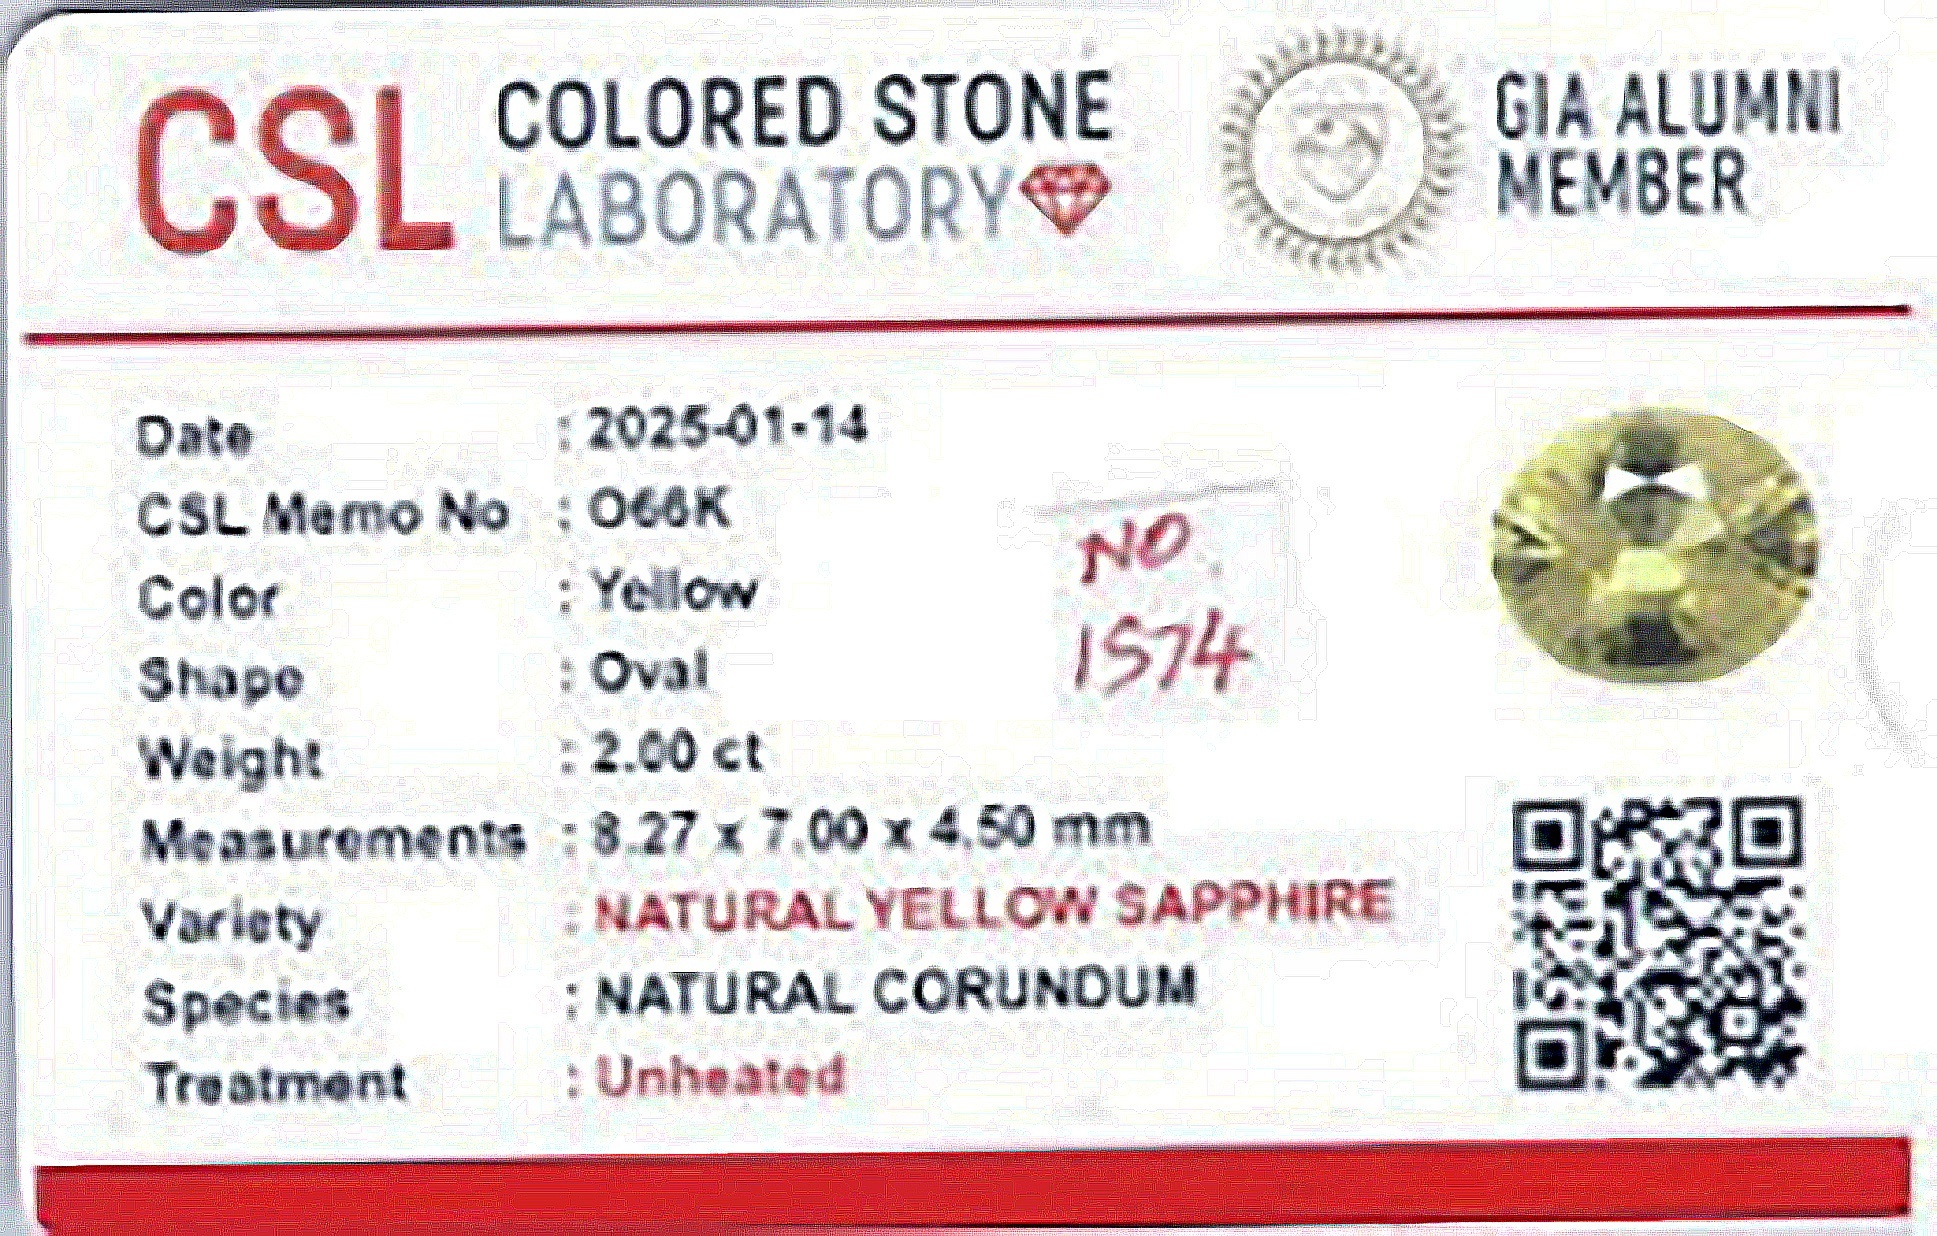 CSL COLORED STONE LABORATORY
GIA ALUMNI MEMBER
Date : 2025-01-14
CSL Memo No : O66K
Color : Yellow
Shape : Oval
Weight : 2.00 ct
Measurements : 8.27 x 7.00 x 4.50 mm
Variety : NATURAL YELLOW SAPPHIRE
Species : NATURAL CORUNDUM
Treatment : Unheated
NO
1574